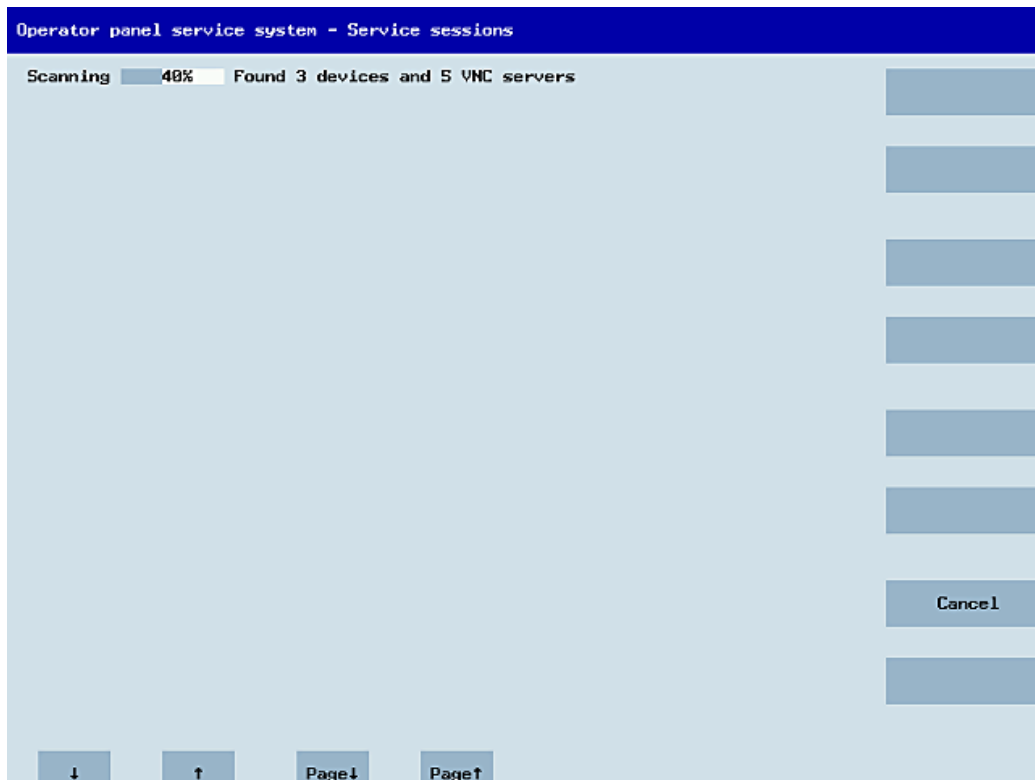 Operator panel service system - Service sessions
Scanning 40% Found 3 devices and 5 VNC servers
Cancel
↓ ↑ Page↓ Page↑